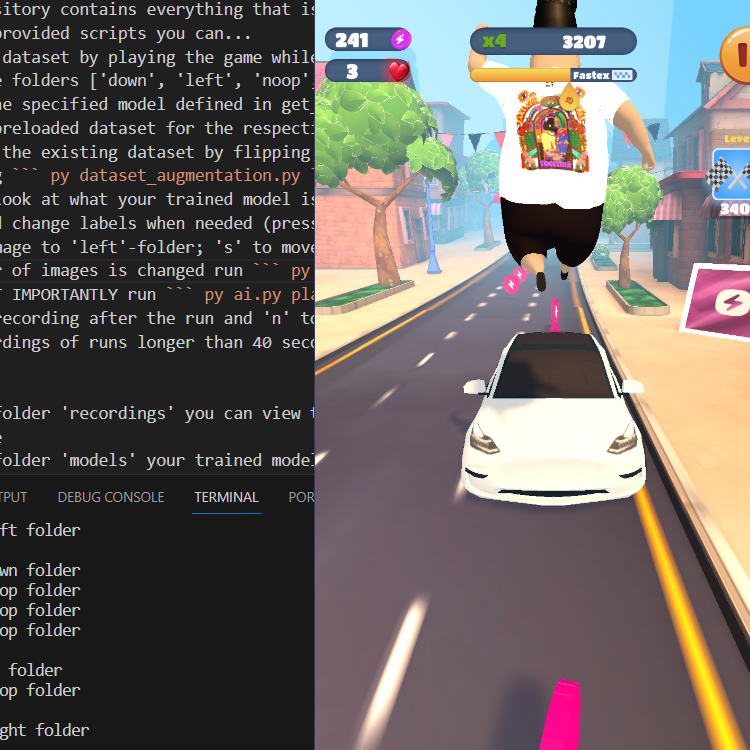 itory contains everything that is
provided scripts you can...
dataset by playing the game while
folders ['down', 'left', 'noop'
e specified model defined in get_
preloaded dataset for the respecti
the existing dataset by flipping
g ``` py dataset_augmentation.py
look at what your trained model is
d change labels when needed (press
mage to 'left'-folder; 's' to move
r of images is changed run ``` py
T IMPORTANTLY run ``` py ai.py pla
recording after the run and 'n' to
rdings of runs longer than 40 seco
folder 'recordings' you can view t
e
folder 'models' your trained model
TPUT DEBUG CONSOLE TERMINAL POR
ft folder
wn folder
op folder
op folder
op folder
folder
op folder
ght folder
241
3
x4 3207
Fastex
TOGETHER
Leve
340